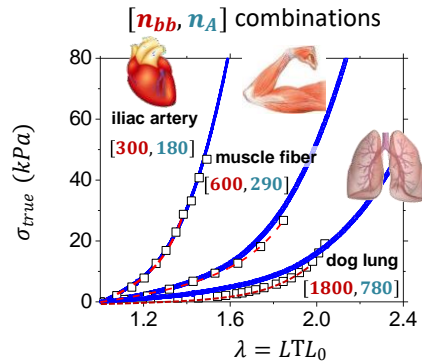 [n_bb, n_A] combinations
80
60
40
20
0
σ_true (kPa)
iliac artery
[300,180]
muscle fiber
[600,290]
dog lung
[1800,780]
1.2 1.6 2.0 2.4
λ = LTL_0